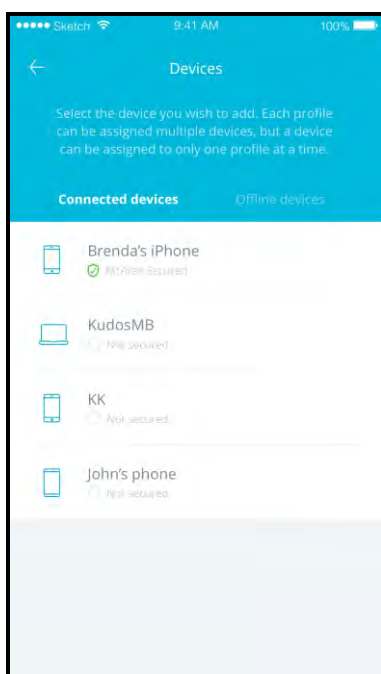 Sketch 9:41 AM 100%
Devices
Select the device you wish to add. Each profile
can be assigned multiple devices, but a device
can be assigned to only one profile at a time.
Connected devices Offline devices
Brenda's iPhone
McAfee Secured
KudosMB
Not secured
KK
Not secured
John's phone
Not secured